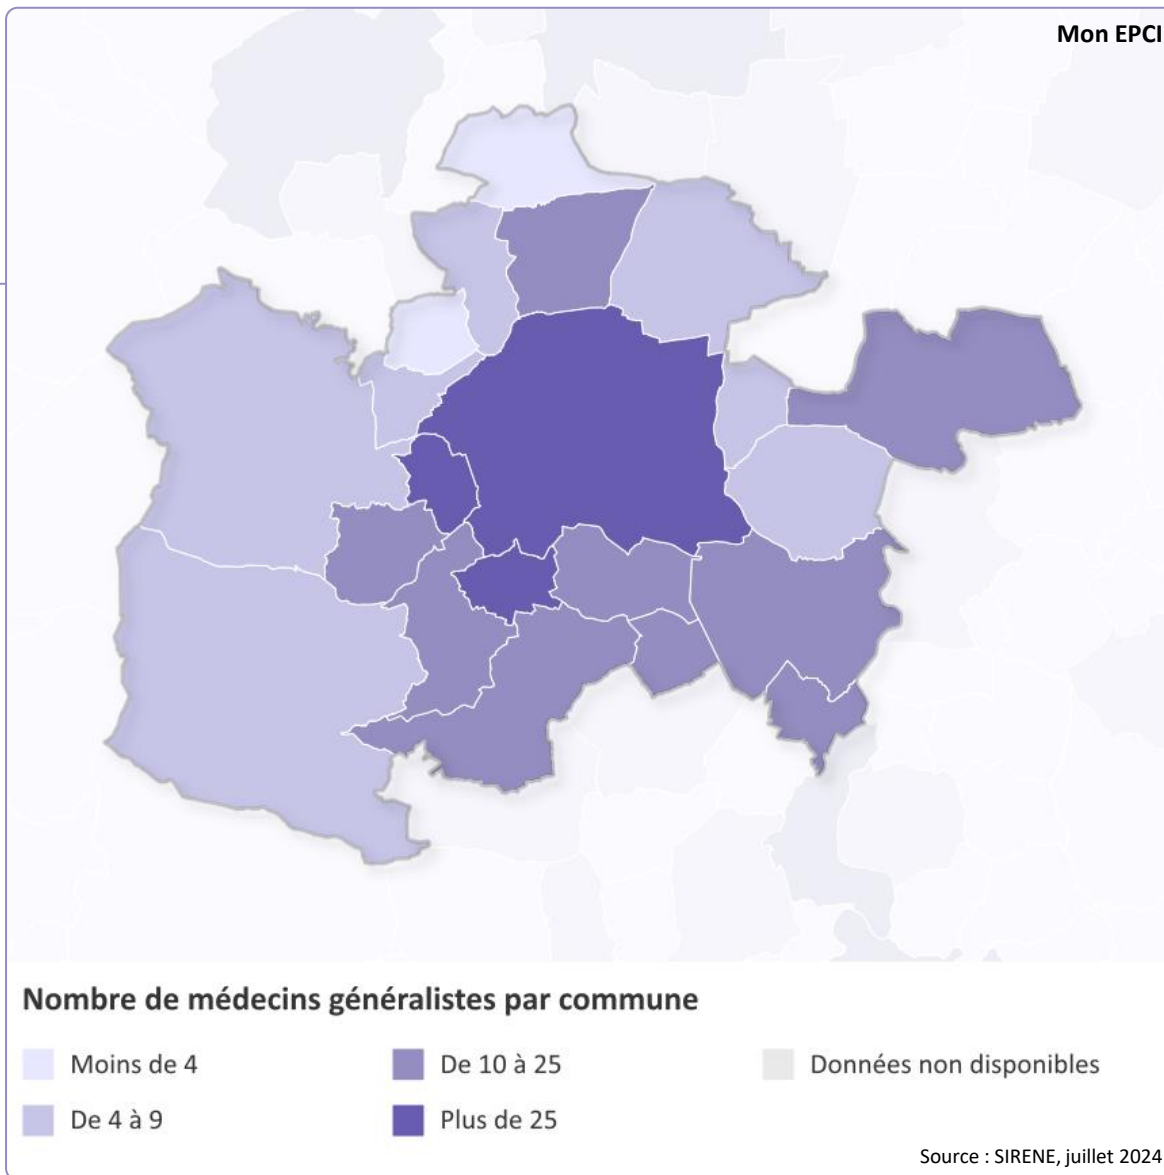 Mon EPCI
Nombre de médecins généralistes par commune
Moins de 4
De 10 à 25
Données non disponibles
De 4 à 9
Plus de 25
Source : SIRENE, juillet 2024